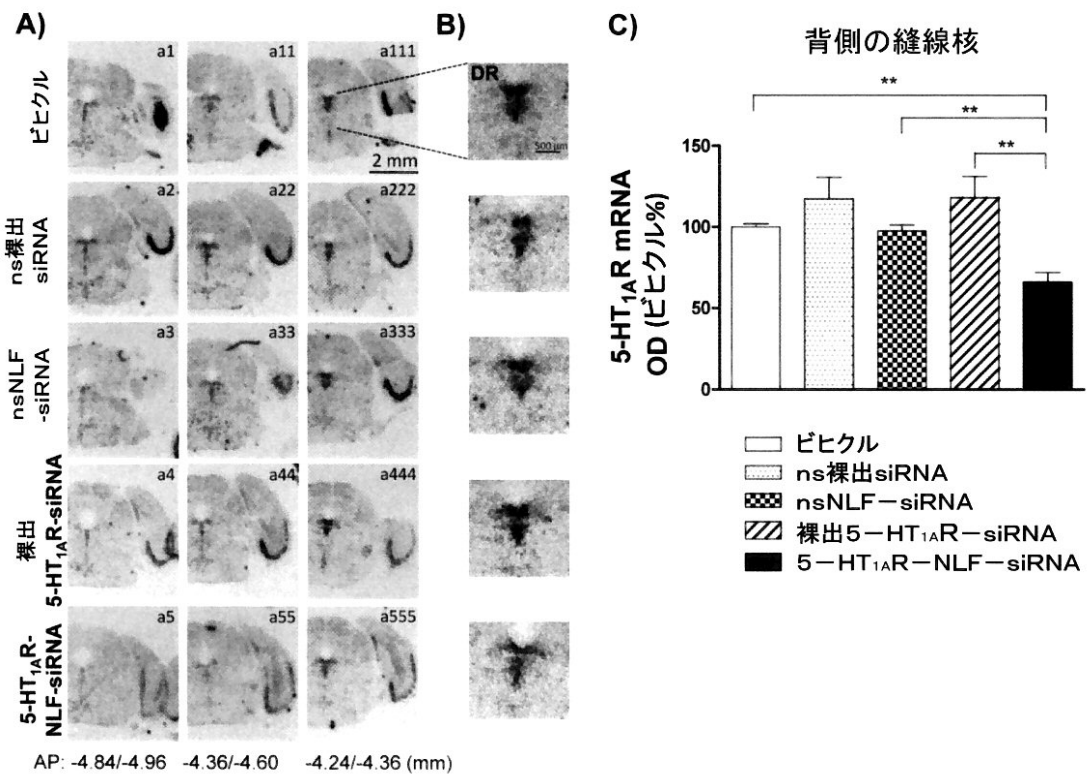 A)
B)
C)
背側の縫線核
ビヒクル
a1
a11
a111
2 mm
DR
500 μm
ns裸出
siRNA
a2
a22
a222
nsNLF
-siRNA
a3
a33
a333
裸出
5-HT1AR-siRNA
a4
a44
a444
5-HT1AR-
NLF-siRNA
a5
a55
a555
AP: -4.84/-4.96 -4.36/-4.60 -4.24/-4.36 (mm)
**
**
**
5-HT1AR mRNA
OD (ビヒクル%)
150
100
50
0
ビヒクル
ns裸出siRNA
nsNLF-siRNA
裸出5-HT1AR-siRNA
5-HT1AR-NLF-siRNA